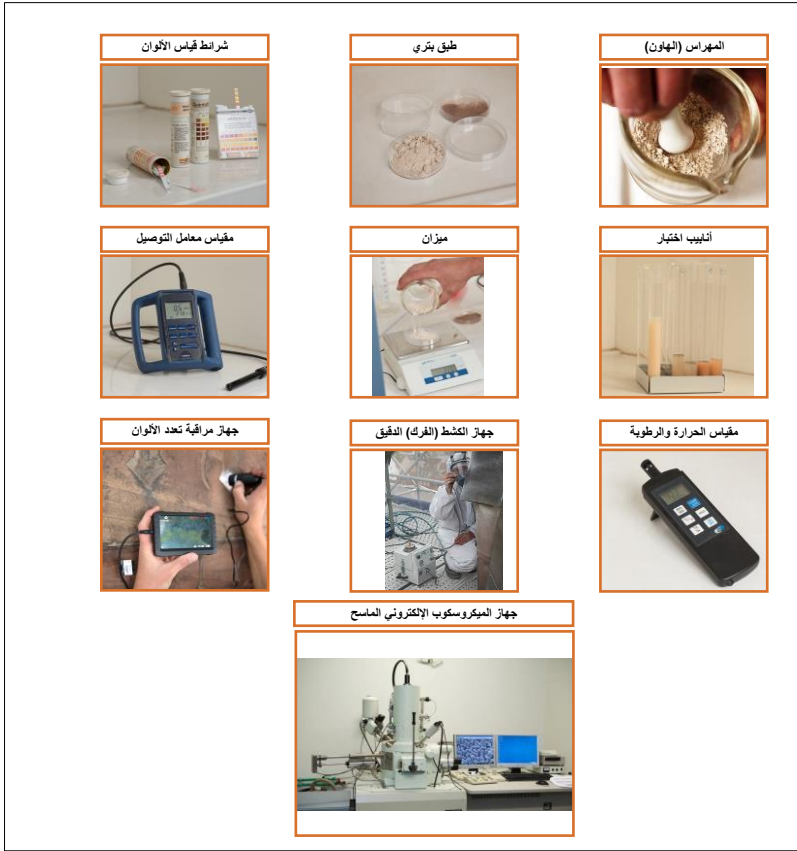 المهراس (الهاون)
طبق بتري
شرائط قياس الألوان
أنابيب اختبار
ميزان
مقياس معامل التوصيل
مقياس الحرارة والرطوبة
جهاز الكشط (الفرك) الدقيق
جهاز مراقبة تعدد الألوان
جهاز الميكروسكوب الإلكتروني الماسح